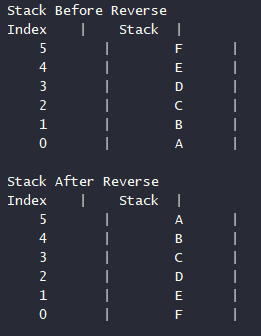 Stack Before Reverse
Index | Stack |
5 | F |
4 | E |
3 | D |
2 | C |
1 | B |
0 | A |
Stack After Reverse
Index | Stack |
5 | A |
4 | B |
3 | C |
2 | D |
1 | E |
0 | F |